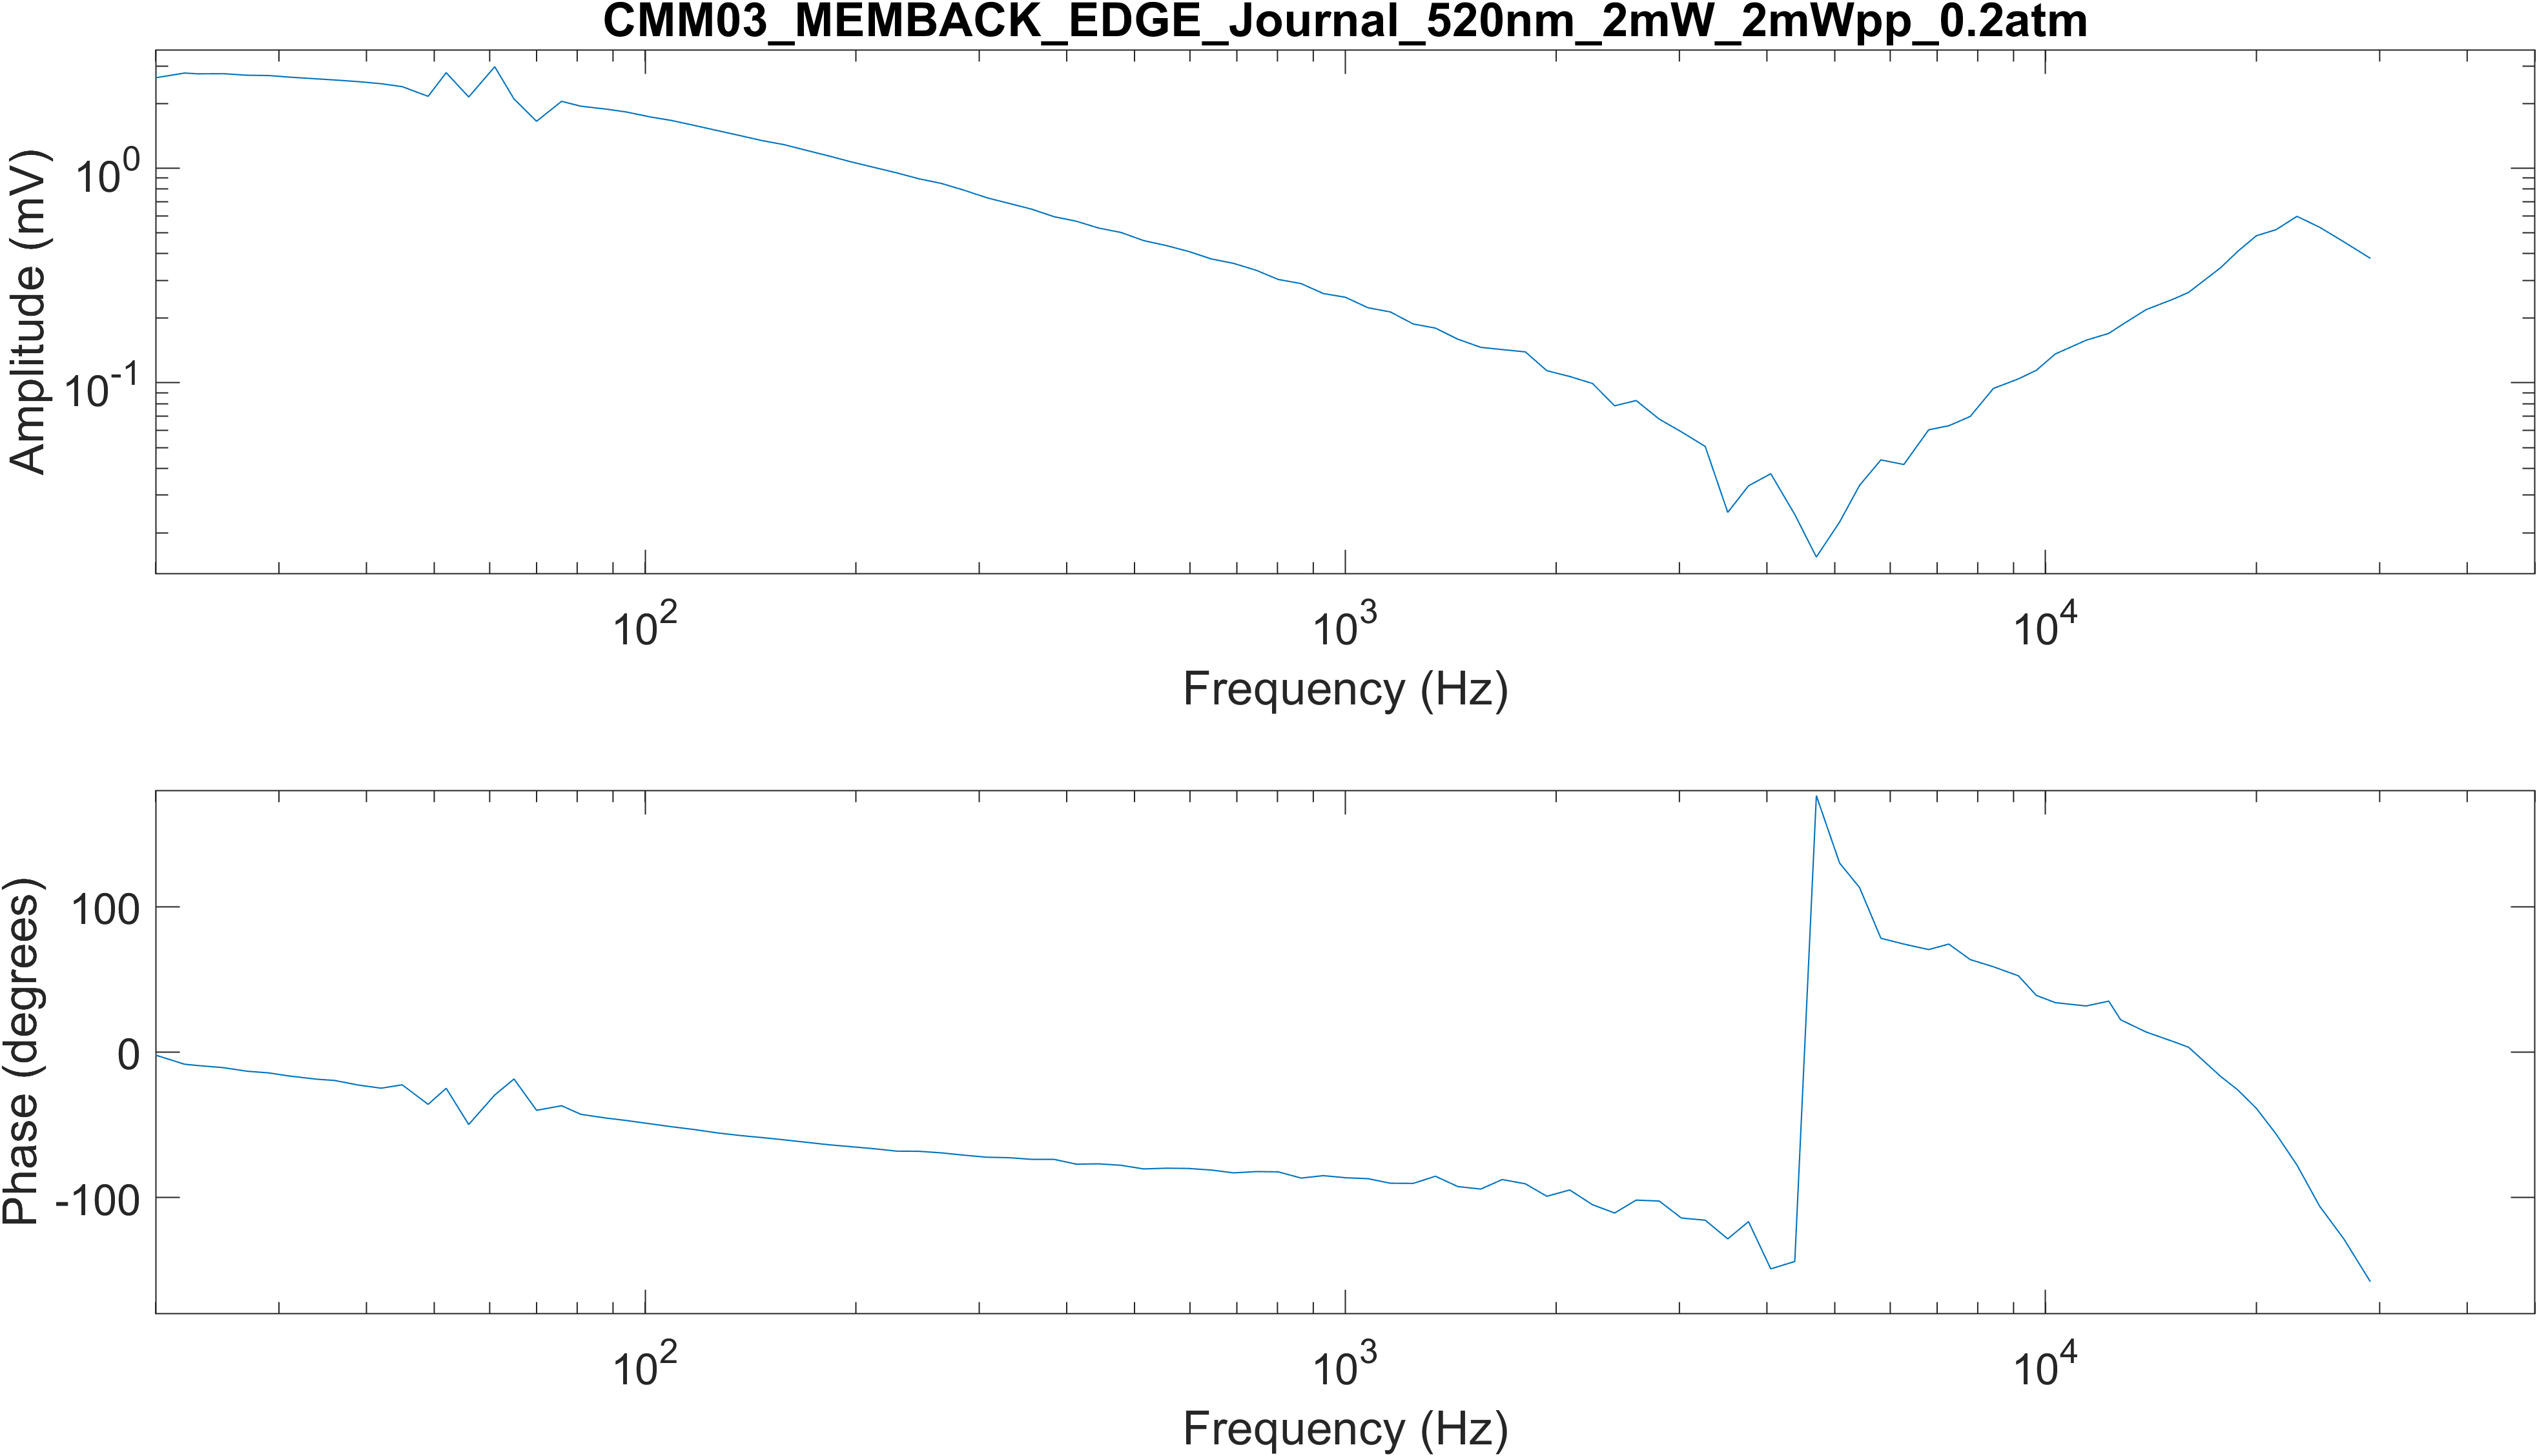 CMM03_MEMBACK_EDGE_Journal_520nm_2mW_2mWpp_0.2atm
Amplitude (mV)
10^0
10^-1
10^2 10^3 10^4
Frequency (Hz)
Phase (degrees)
100
0
-100
10^2 10^3 10^4
Frequency (Hz)